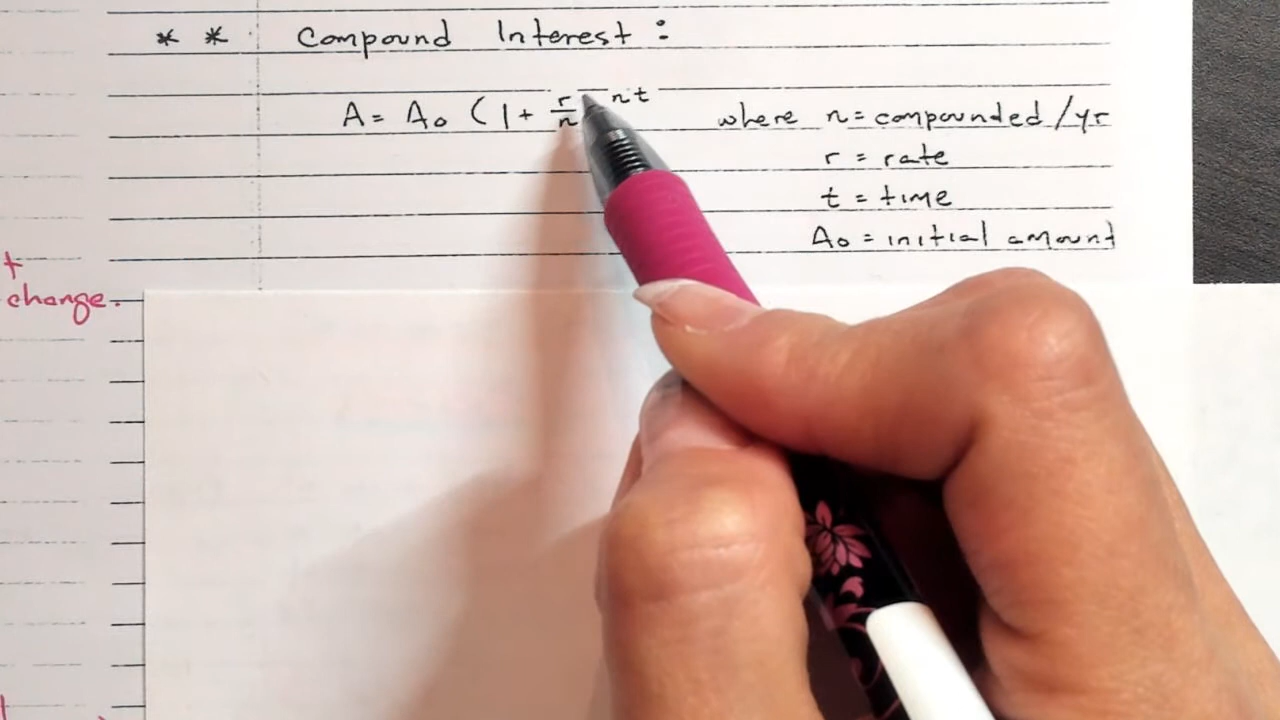 * * Compound Interest :
A = A₀ ( 1 + r/n nt where n = compounded /yr
r = rate
t = time
A₀ = initial amount
change.